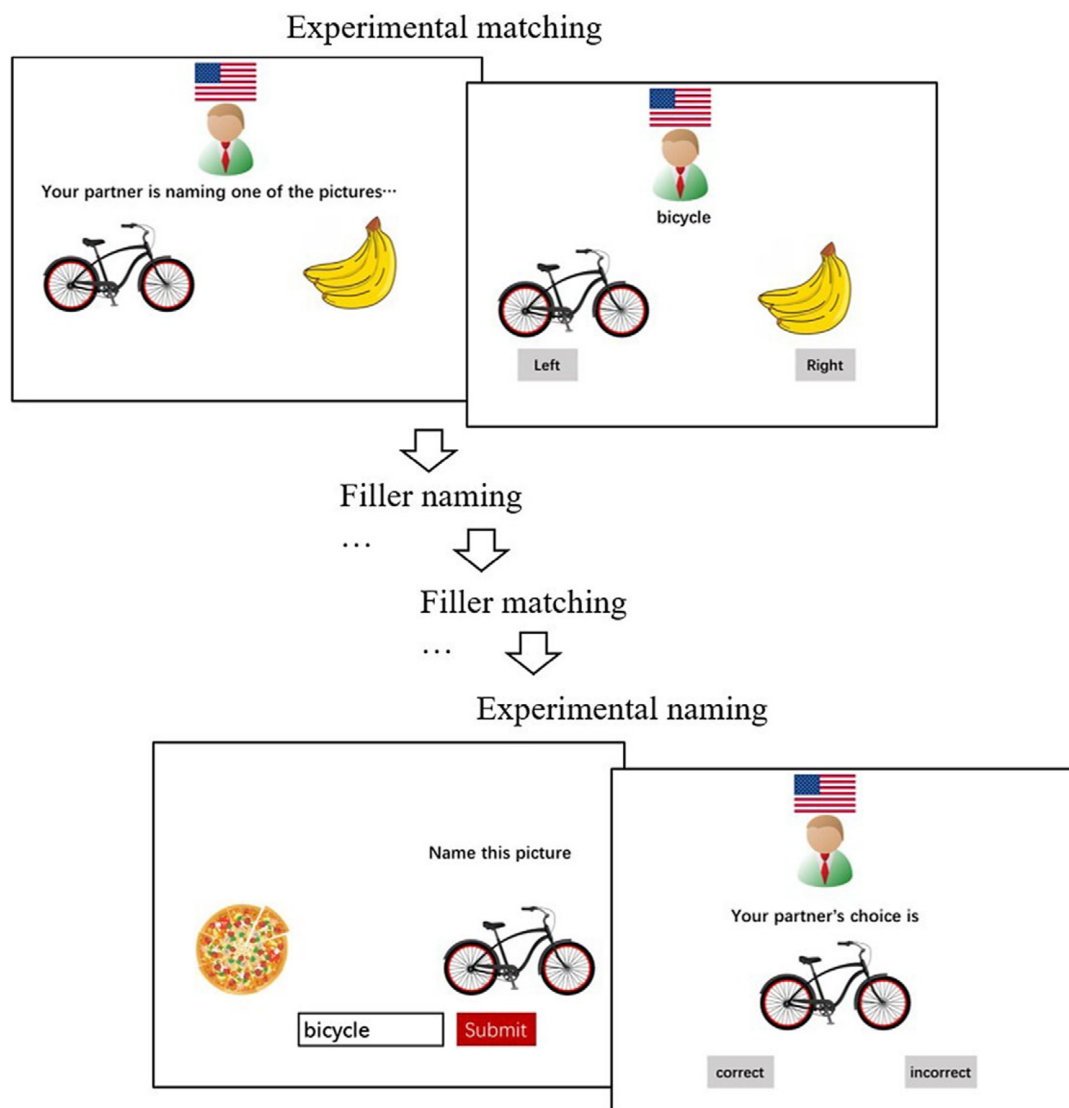 Experimental matching
Your partner is naming one of the pictures…
bicycle
Left
Right
Filler naming
…
Filler matching
…
Experimental naming
Name this picture
bicycle
Submit
Your partner’s choice is
correct
incorrect